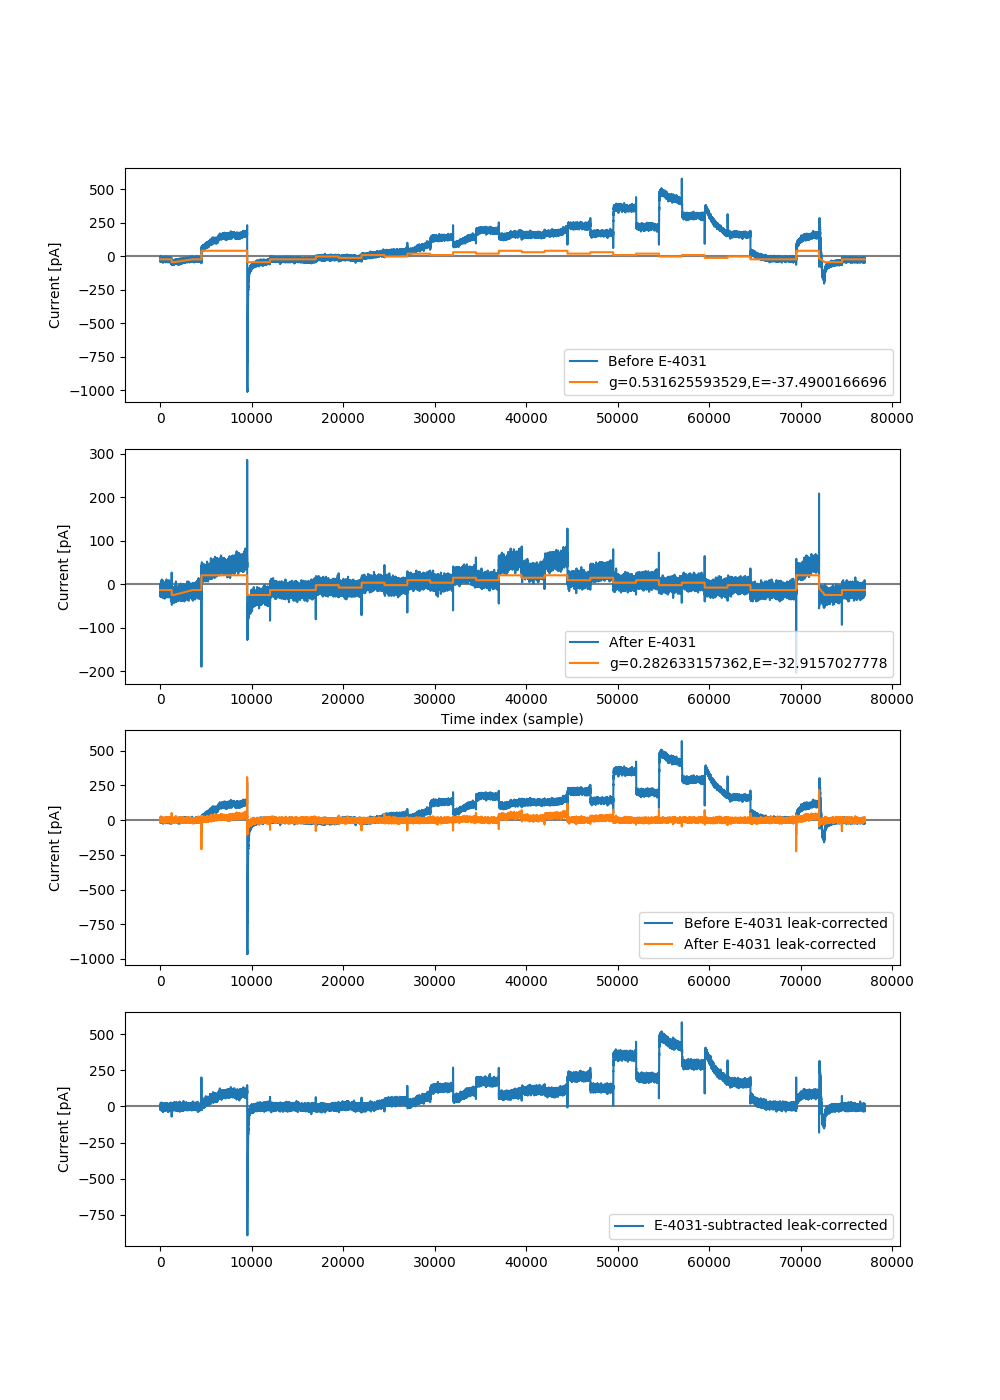 500
250
0
−250
−500
−750
−1000
Current [pA]
Before E-4031
g=0.531625593529,E=-37.4900166696
0 10000 20000 30000 40000 50000 60000 70000 80000
300
200
100
0
−100
−200
Current [pA]
After E-4031
g=0.282633157362,E=-32.9157027778
0 10000 20000 30000 40000 50000 60000 70000 80000
Time index (sample)
500
250
0
−250
−500
−750
−1000
Current [pA]
Before E-4031 leak-corrected
After E-4031 leak-corrected
0 10000 20000 30000 40000 50000 60000 70000 80000
500
250
0
−250
−500
−750
Current [pA]
E-4031-subtracted leak-corrected
0 10000 20000 30000 40000 50000 60000 70000 80000